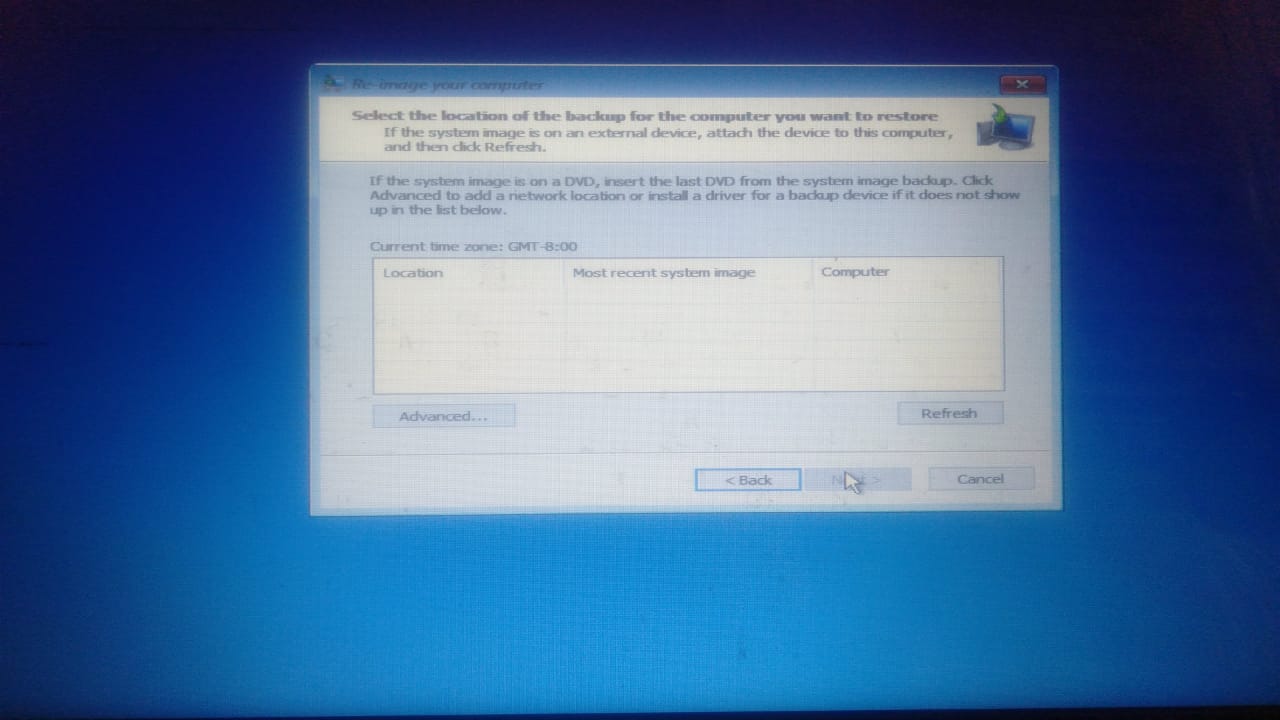 Re-image your computer
Select the location of the backup for the computer you want to restore
If the system image is on an external device, attach the device to this computer,
and then click Refresh.
If the system image is on a DVD, insert the last DVD from the system image backup. Click
Advanced to add a network location or install a driver for a backup device if it does not show
up in the list below.
Current time zone: GMT-8:00
Location Most recent system image Computer
Advanced... Refresh
< Back Next > Cancel